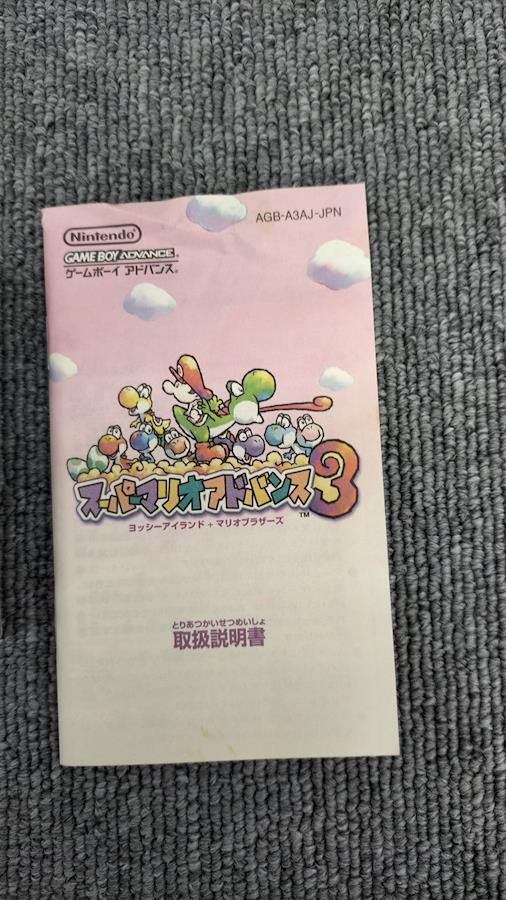 AGB-A3AJ-JPN
Nintendo
GAME BOY ADVANCE
ゲームボーイ アドバンス®
スーパーマリオアドバンス3™
ヨッシーアイランド + マリオブラザーズ
とりあつかいせつめいしょ
取扱説明書